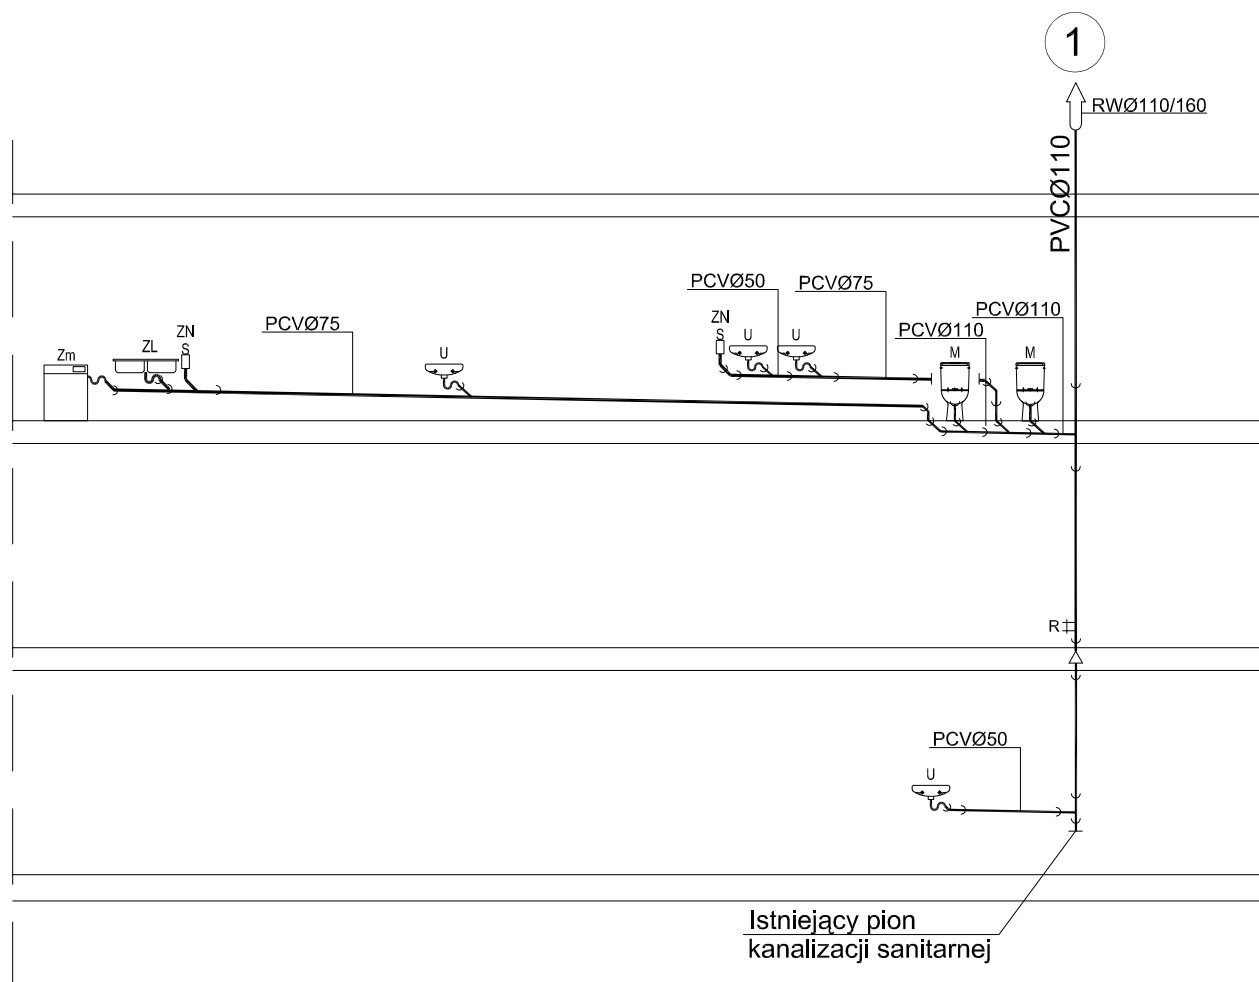 1
RWØ110/160
PVCØ110
PCVØ50
PCVØ75
PCVØ110
PCVØ75
ZN
S
U
U
PCVØ110
ZN
S
ZL
Zm
U
M
M
R
PCVØ50
U
Istniejący pion
kanalizacji sanitarnej